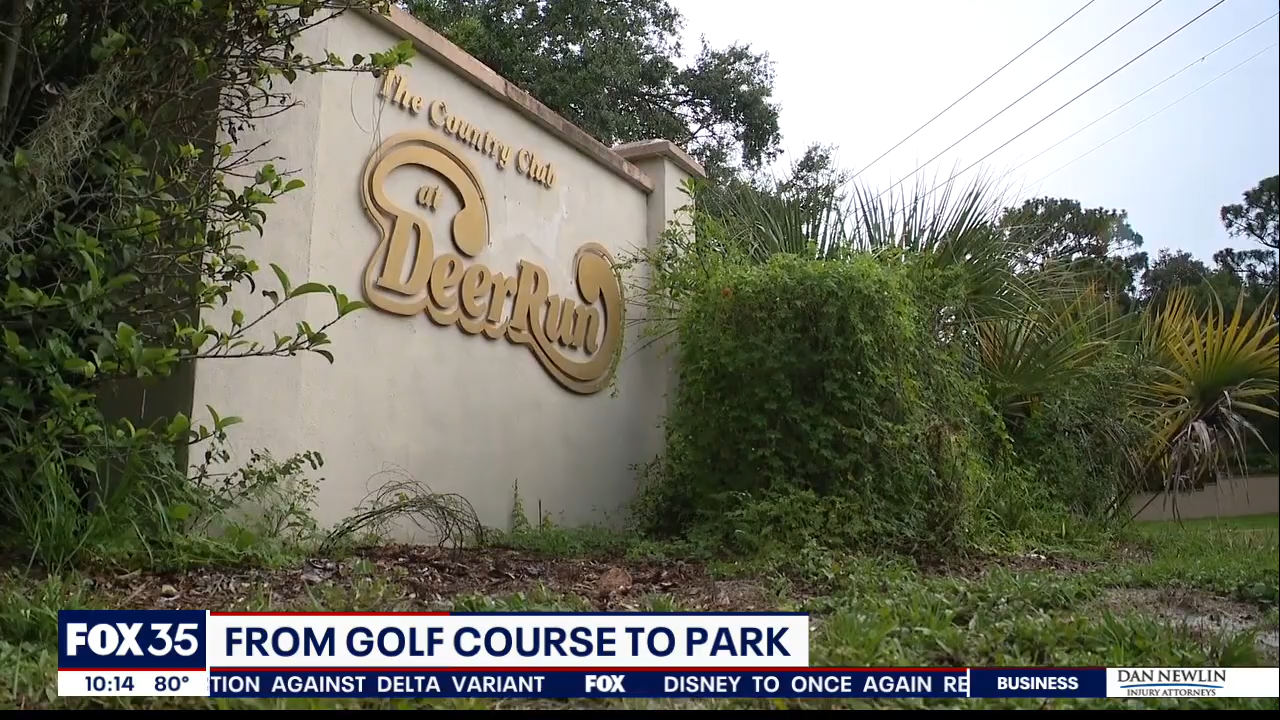 The Country Club
at
DeerRun
FOX 35
FROM GOLF COURSE TO PARK
10:14 80°
TION AGAINST DELTA VARIANT FOX DISNEY TO ONCE AGAIN RE
BUSINESS
DAN NEWLIN
INJURY ATTORNEYS